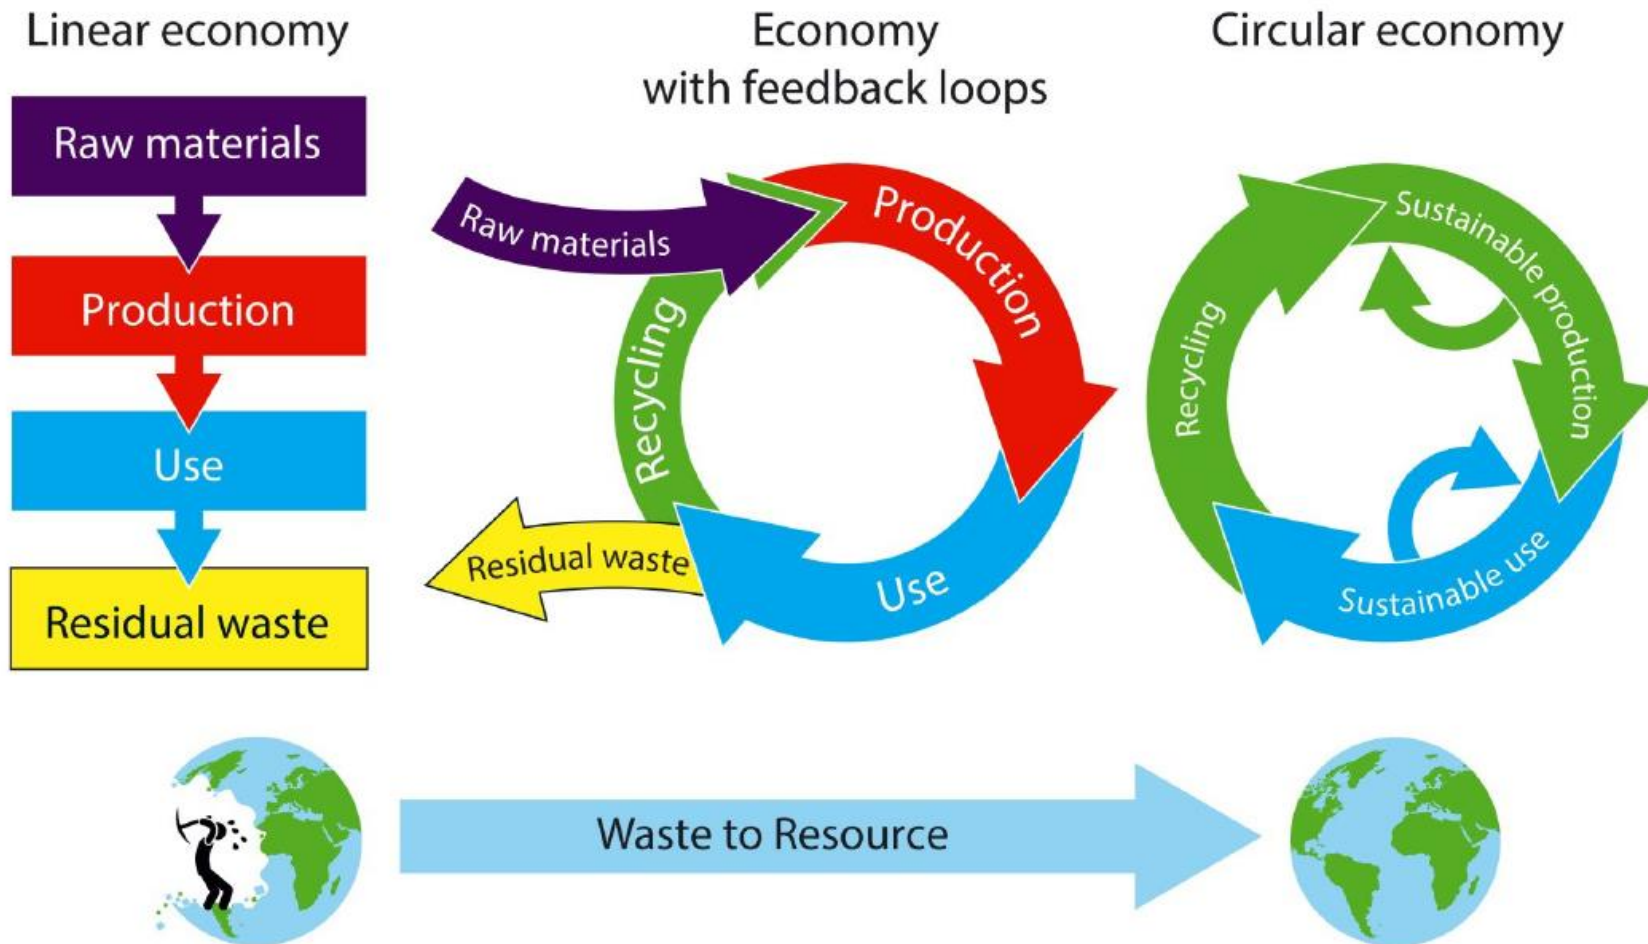 Linear economy
Raw materials
Production
Use
Residual waste
Economy
with feedback loops
Raw materials
Production
Use
Recycling
Residual waste
Circular economy
Sustainable production
Sustainable use
Recycling
Waste to Resource